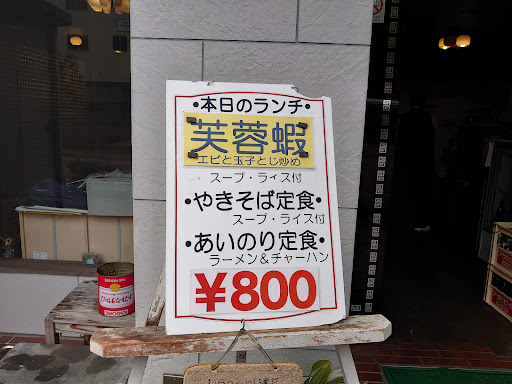 ・本日のランチ・
芙蓉蝦
エビと玉子とじ炒め
スープ・ライス付
・やきそば定食・
スープ・ライス付
・あいのり定食・
ラーメン&チャーハン
¥800